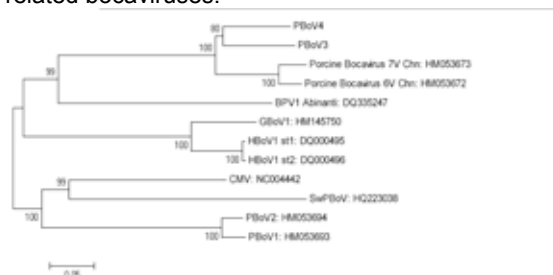 related bocaviruses.
80
PBoV4
100
PBoV3
Porcine Bocavirus 7V Chn: HM053673
99
100
Porcine Bocavirus 6V Chn: HM053672
BPV1 Abinanti: DQ335247
GBoV1: HM145750
100
HBoV1 st1: DQ000495
100
HBoV1 st2: DQ000496
99
CMV: NC004442
SwPBoV: HQ223038
100
PBoV2: HM053694
100
PBoV1: HM053693
0.05